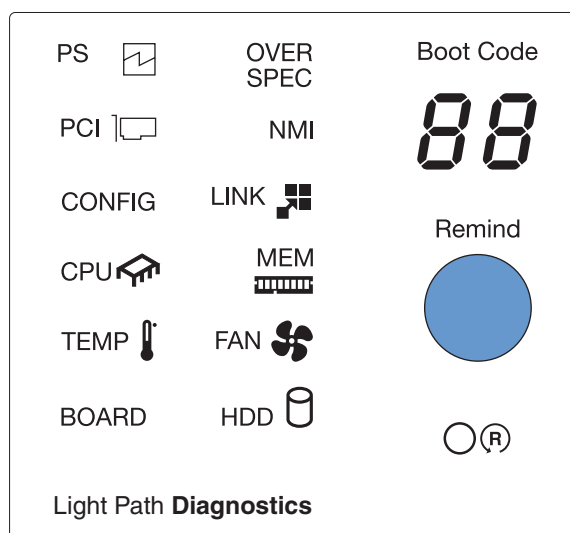 PS
OVER
SPEC
Boot Code
88
PCI
NMI
CONFIG
LINK
Remind
CPU
MEM
TEMP
FAN
BOARD
HDD
R
Light Path Diagnostics